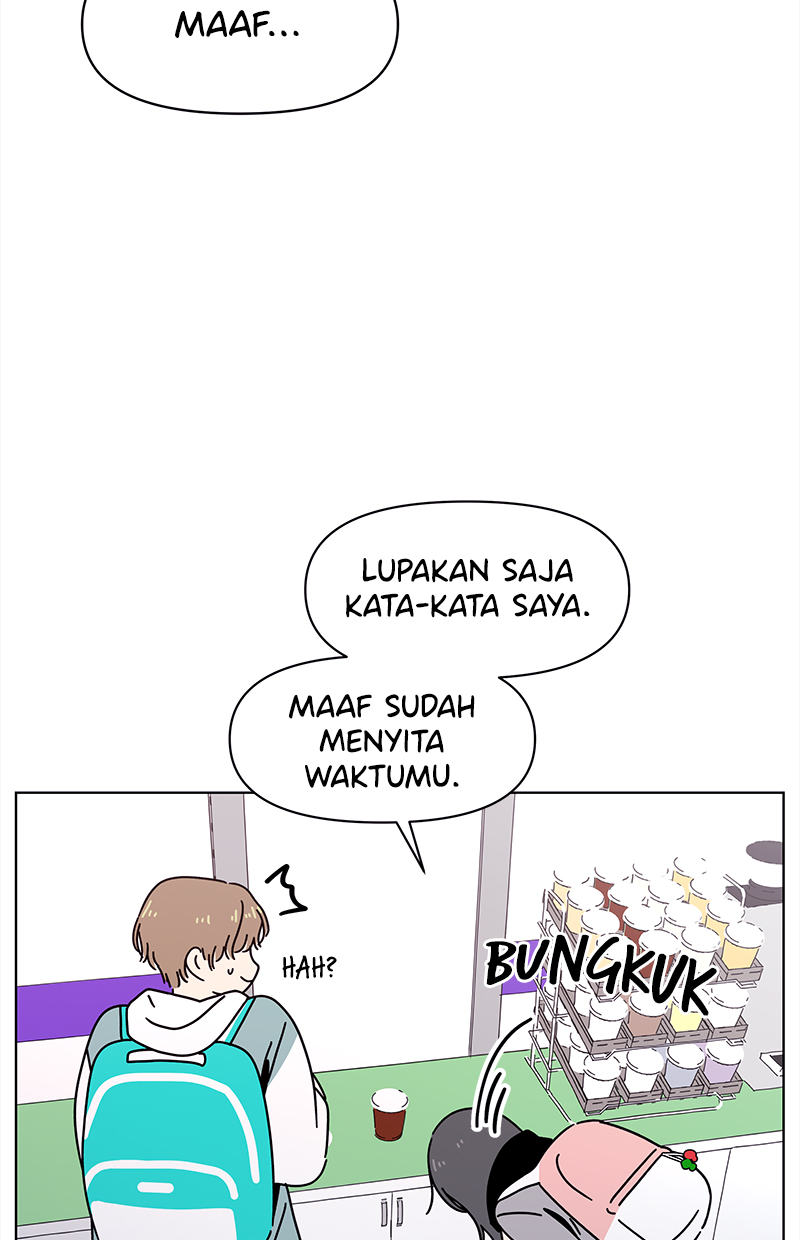 MAAF...
LUPAKAN SAJA
KATA-KATA SAYA.
MAAF SUDAH
MENYITA
WAKTUMU.
HAH?
BUNGKUK